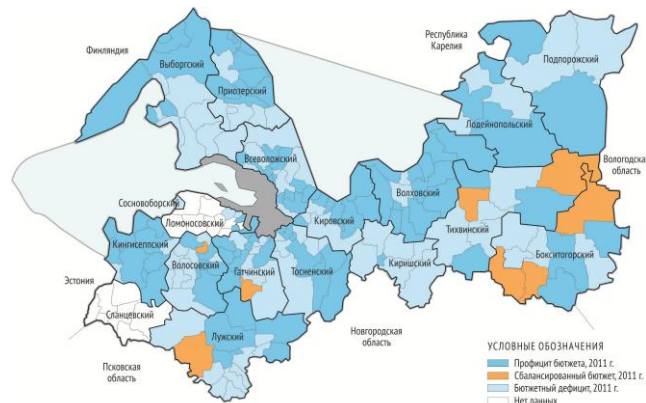 Финляндия
Республика
Карелия
Выборгский
Подпорожский
Приозерский
Лодейнопольский
Всеволожский
Вологодская
область
Сосновоборский
Волховский
Ломоносовский
Кировский
Тихвинский
Кингисеппский
Волосовский
Гатчинский
Тосненский
Киришский
Бокситогорский
Эстония
Сланцевский
Лужский
Новгородская
область
Псковская
область
УСЛОВНЫЕ ОБОЗНАЧЕНИЯ
Профицит бюджета, 2011 г.
Сбалансированный бюджет, 2011 г.
Бюджетный дефицит, 2011 г.
Нет данных